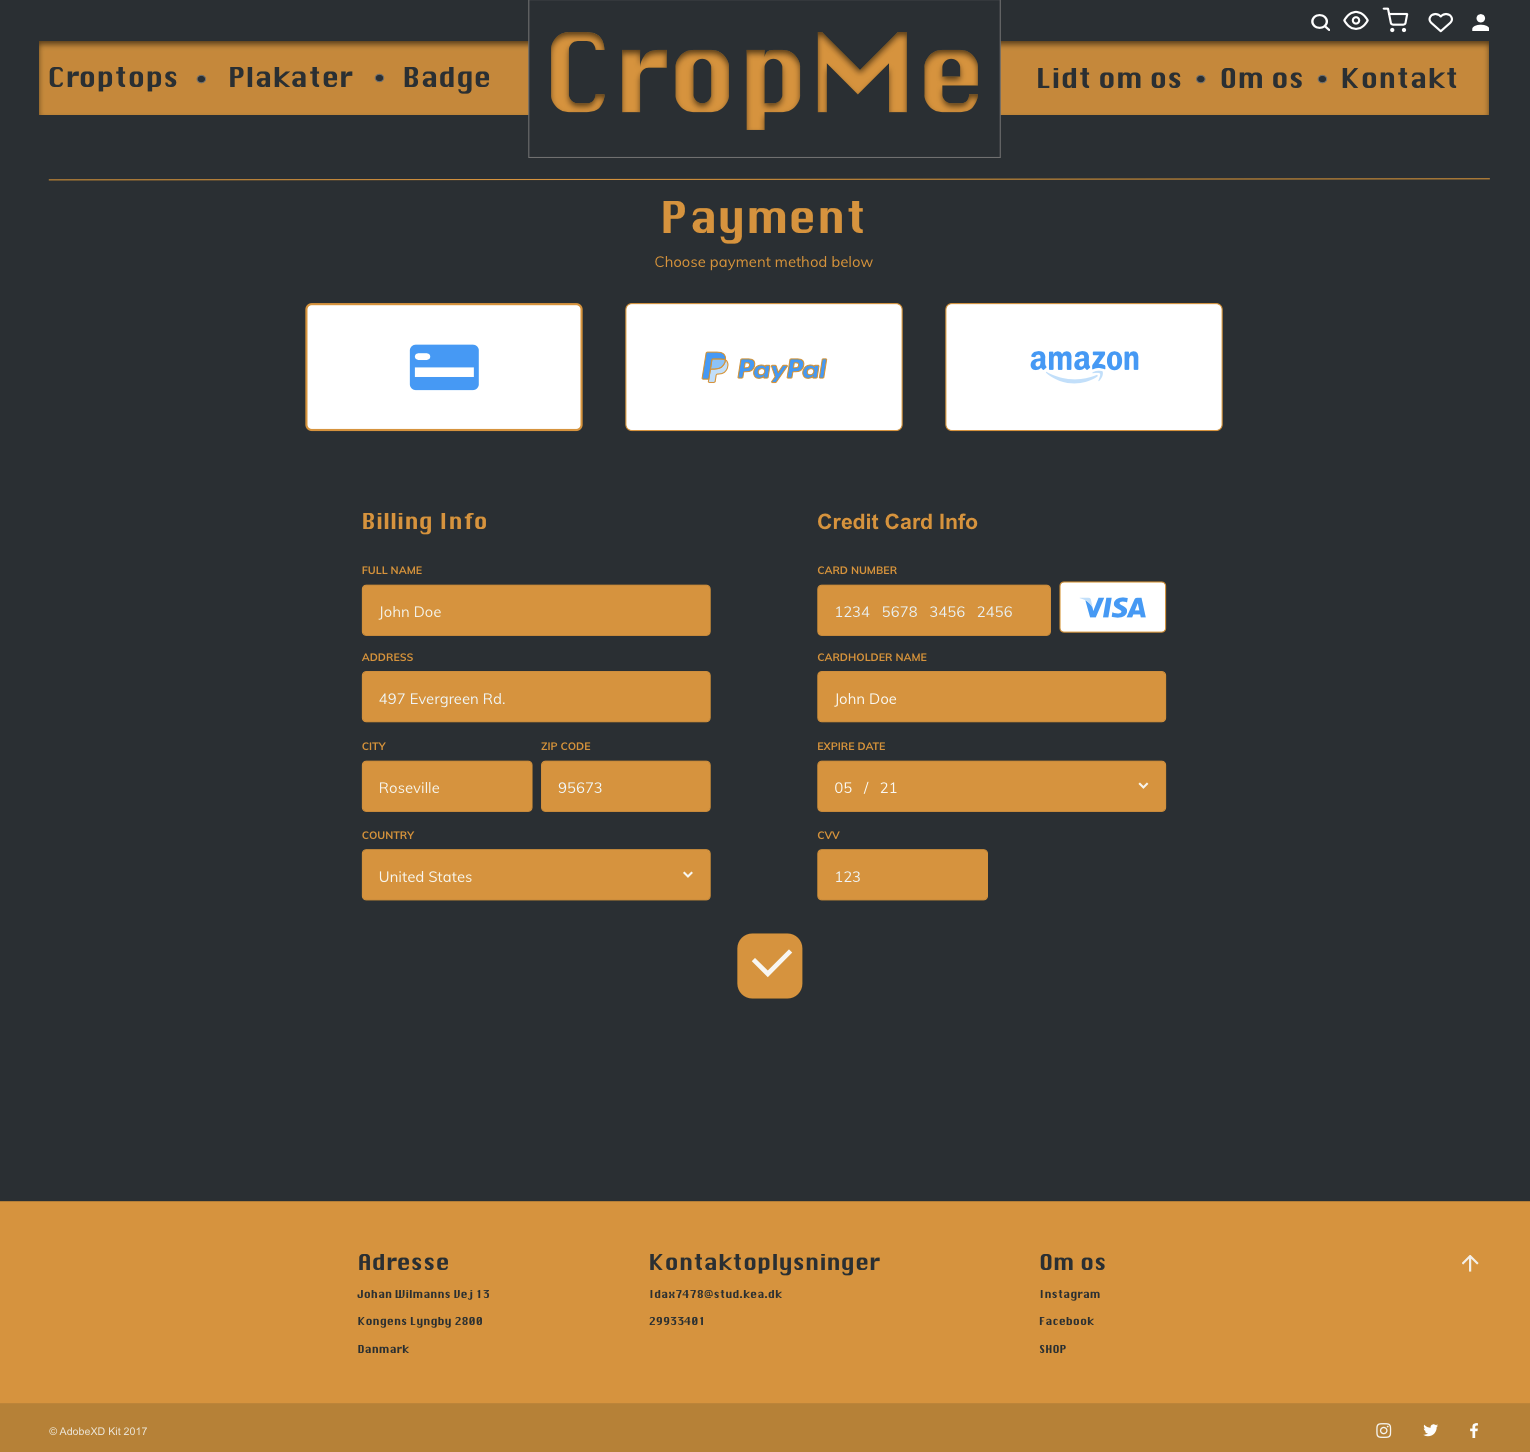 Croptops • Plakater • Badge
CropMe
Lidt om os • Om os • Kontakt
Payment
Choose payment method below
PayPal
amazon
Billing Info
Credit Card Info
FULL NAME
CARD NUMBER
John Doe
1234 5678 3456 2456
VISA
ADDRESS
CARDHOLDER NAME
497 Evergreen Rd.
John Doe
CITY
ZIP CODE
EXPIRE DATE
Roseville
95673
05 / 21
COUNTRY
CVV
United States
123
Adresse
Johan Wilmanns Vej 13
Kongens Lyngby 2800
Danmark
Kontaktoplysninger
Idax7478@stud.kea.dk
29933401
Om os
Instagram
Facebook
SHOP
© AdobeXD Kit 2017